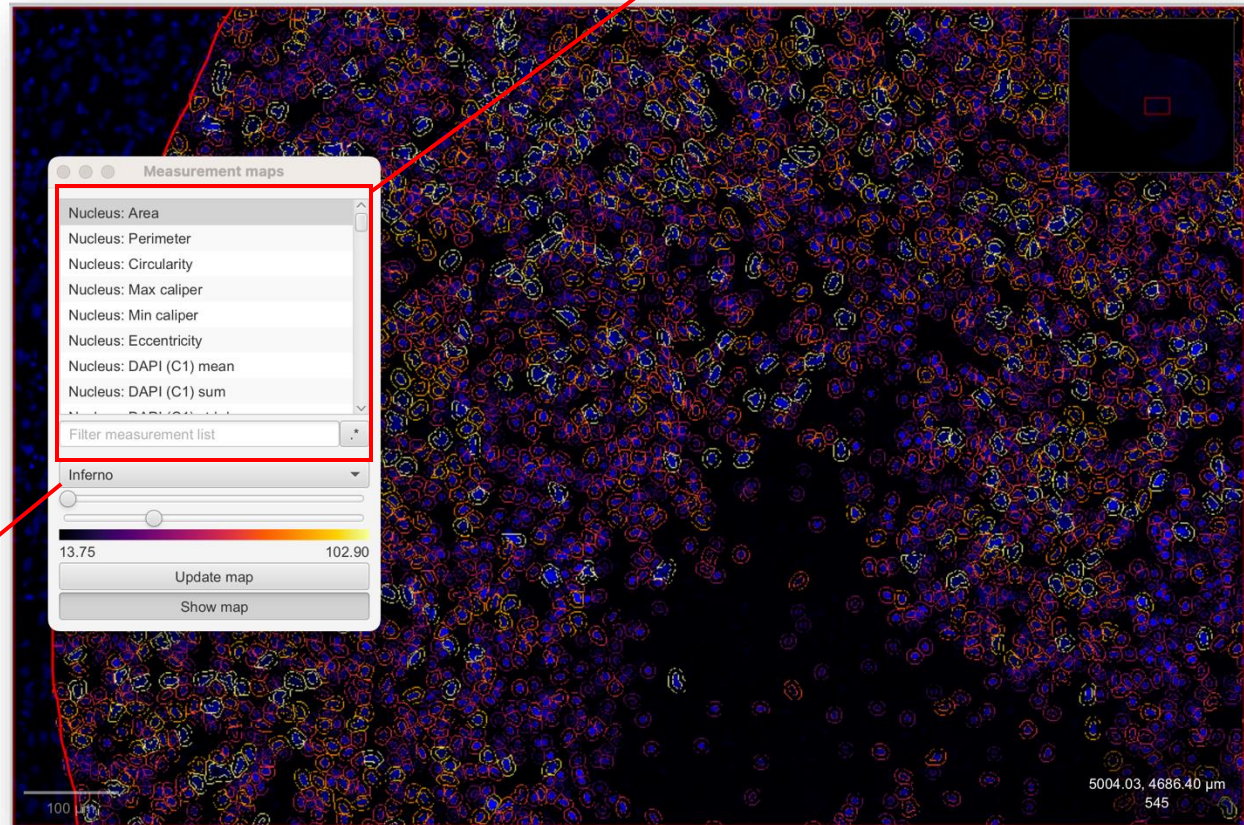 Measurement maps
Nucleus: Area
Nucleus: Perimeter
Nucleus: Circularity
Nucleus: Max caliper
Nucleus: Min caliper
Nucleus: Eccentricity
Nucleus: DAPI (C1) mean
Nucleus: DAPI (C1) sum
Filter measurement list
.*
Inferno
13.75 102.90
Update map
Show map
100 µm
5004.03, 4686.40 µm
545